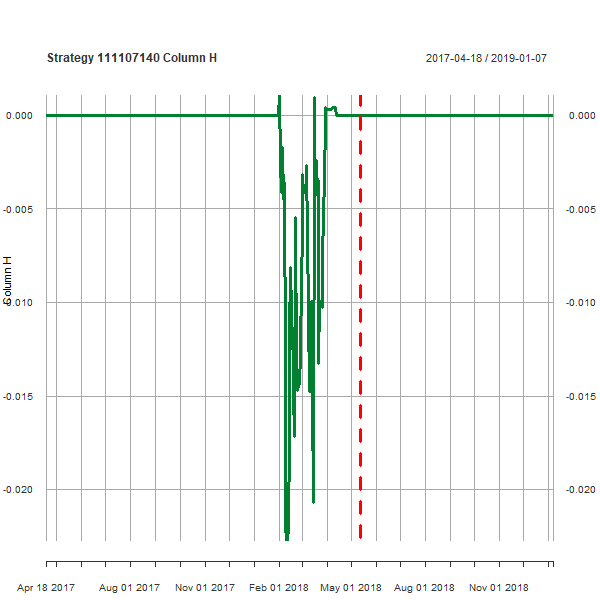 Strategy 111107140 Column H
2017-04-18 / 2019-01-07
0.000
0.000
-0.005
-0.005
Column H
-0.010
-0.010
-0.015
-0.015
-0.020
-0.020
Apr 18 2017
Aug 01 2017
Nov 01 2017
Feb 01 2018
May 01 2018
Aug 01 2018
Nov 01 2018